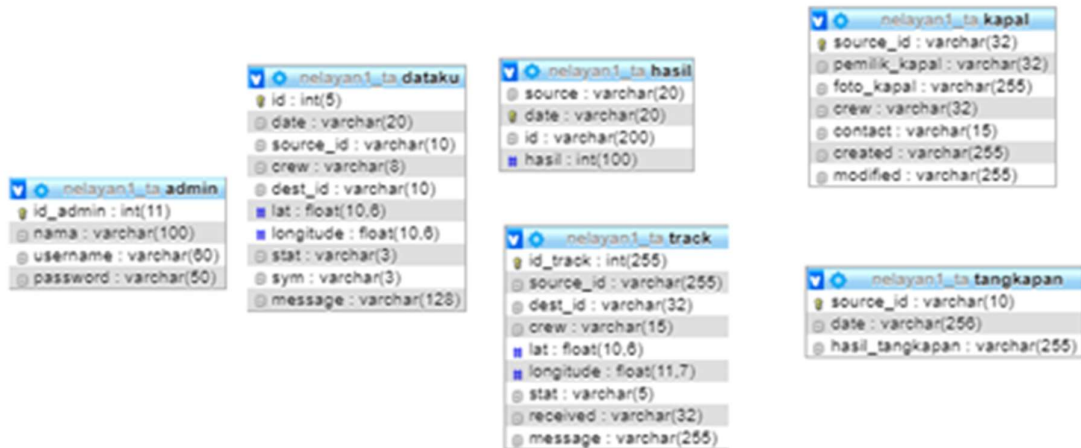 nelayan1_ta admin
id_admin : int(11)
nama : varchar(100)
username : varchar(60)
password : varchar(50)
nelayan1_ta dataku
id : int(5)
date : varchar(20)
source_id : varchar(10)
crew : varchar(8)
dest_id : varchar(10)
lat : float(10,6)
longitude : float(10,6)
stat : varchar(3)
sym : varchar(3)
message : varchar(128)
nelayan1_ta hasil
source : varchar(20)
date : varchar(20)
id : varchar(200)
hasil : int(100)
nelayan1_ta track
id_track : int(255)
source_id : varchar(255)
dest_id : varchar(32)
crew : varchar(15)
lat : float(10,6)
longitude : float(11,7)
stat : varchar(5)
received : varchar(32)
message : varchar(255)
nelayan1_ta kapal
source_id : varchar(32)
pemilik_kapal : varchar(32)
foto_kapal : varchar(255)
crew : varchar(32)
contact : varchar(15)
created : varchar(255)
modified : varchar(255)
nelayan1_ta tangkapan
source_id : varchar(10)
date : varchar(256)
hasil_tangkapan : varchar(255)